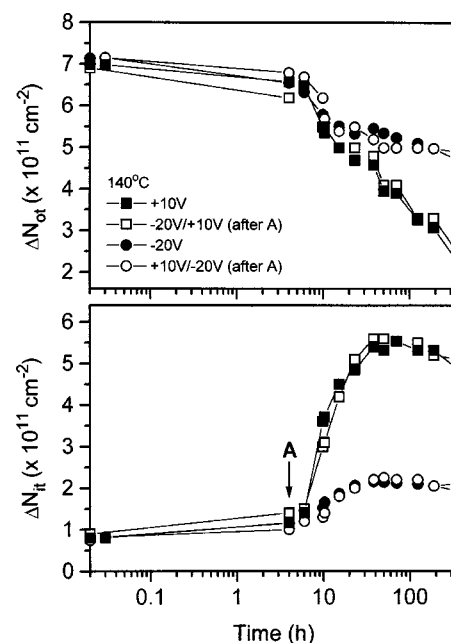 8
7
6
5
4
3
2
ΔN_ot (x 10^11 cm^-2)
140°C
+10V
-20V/+10V (after A)
-20V
+10V/-20V (after A)
6
5
4
3
2
1
0
ΔN_it (x 10^11 cm^-2)
A
0.1 1 10 100
Time (h)